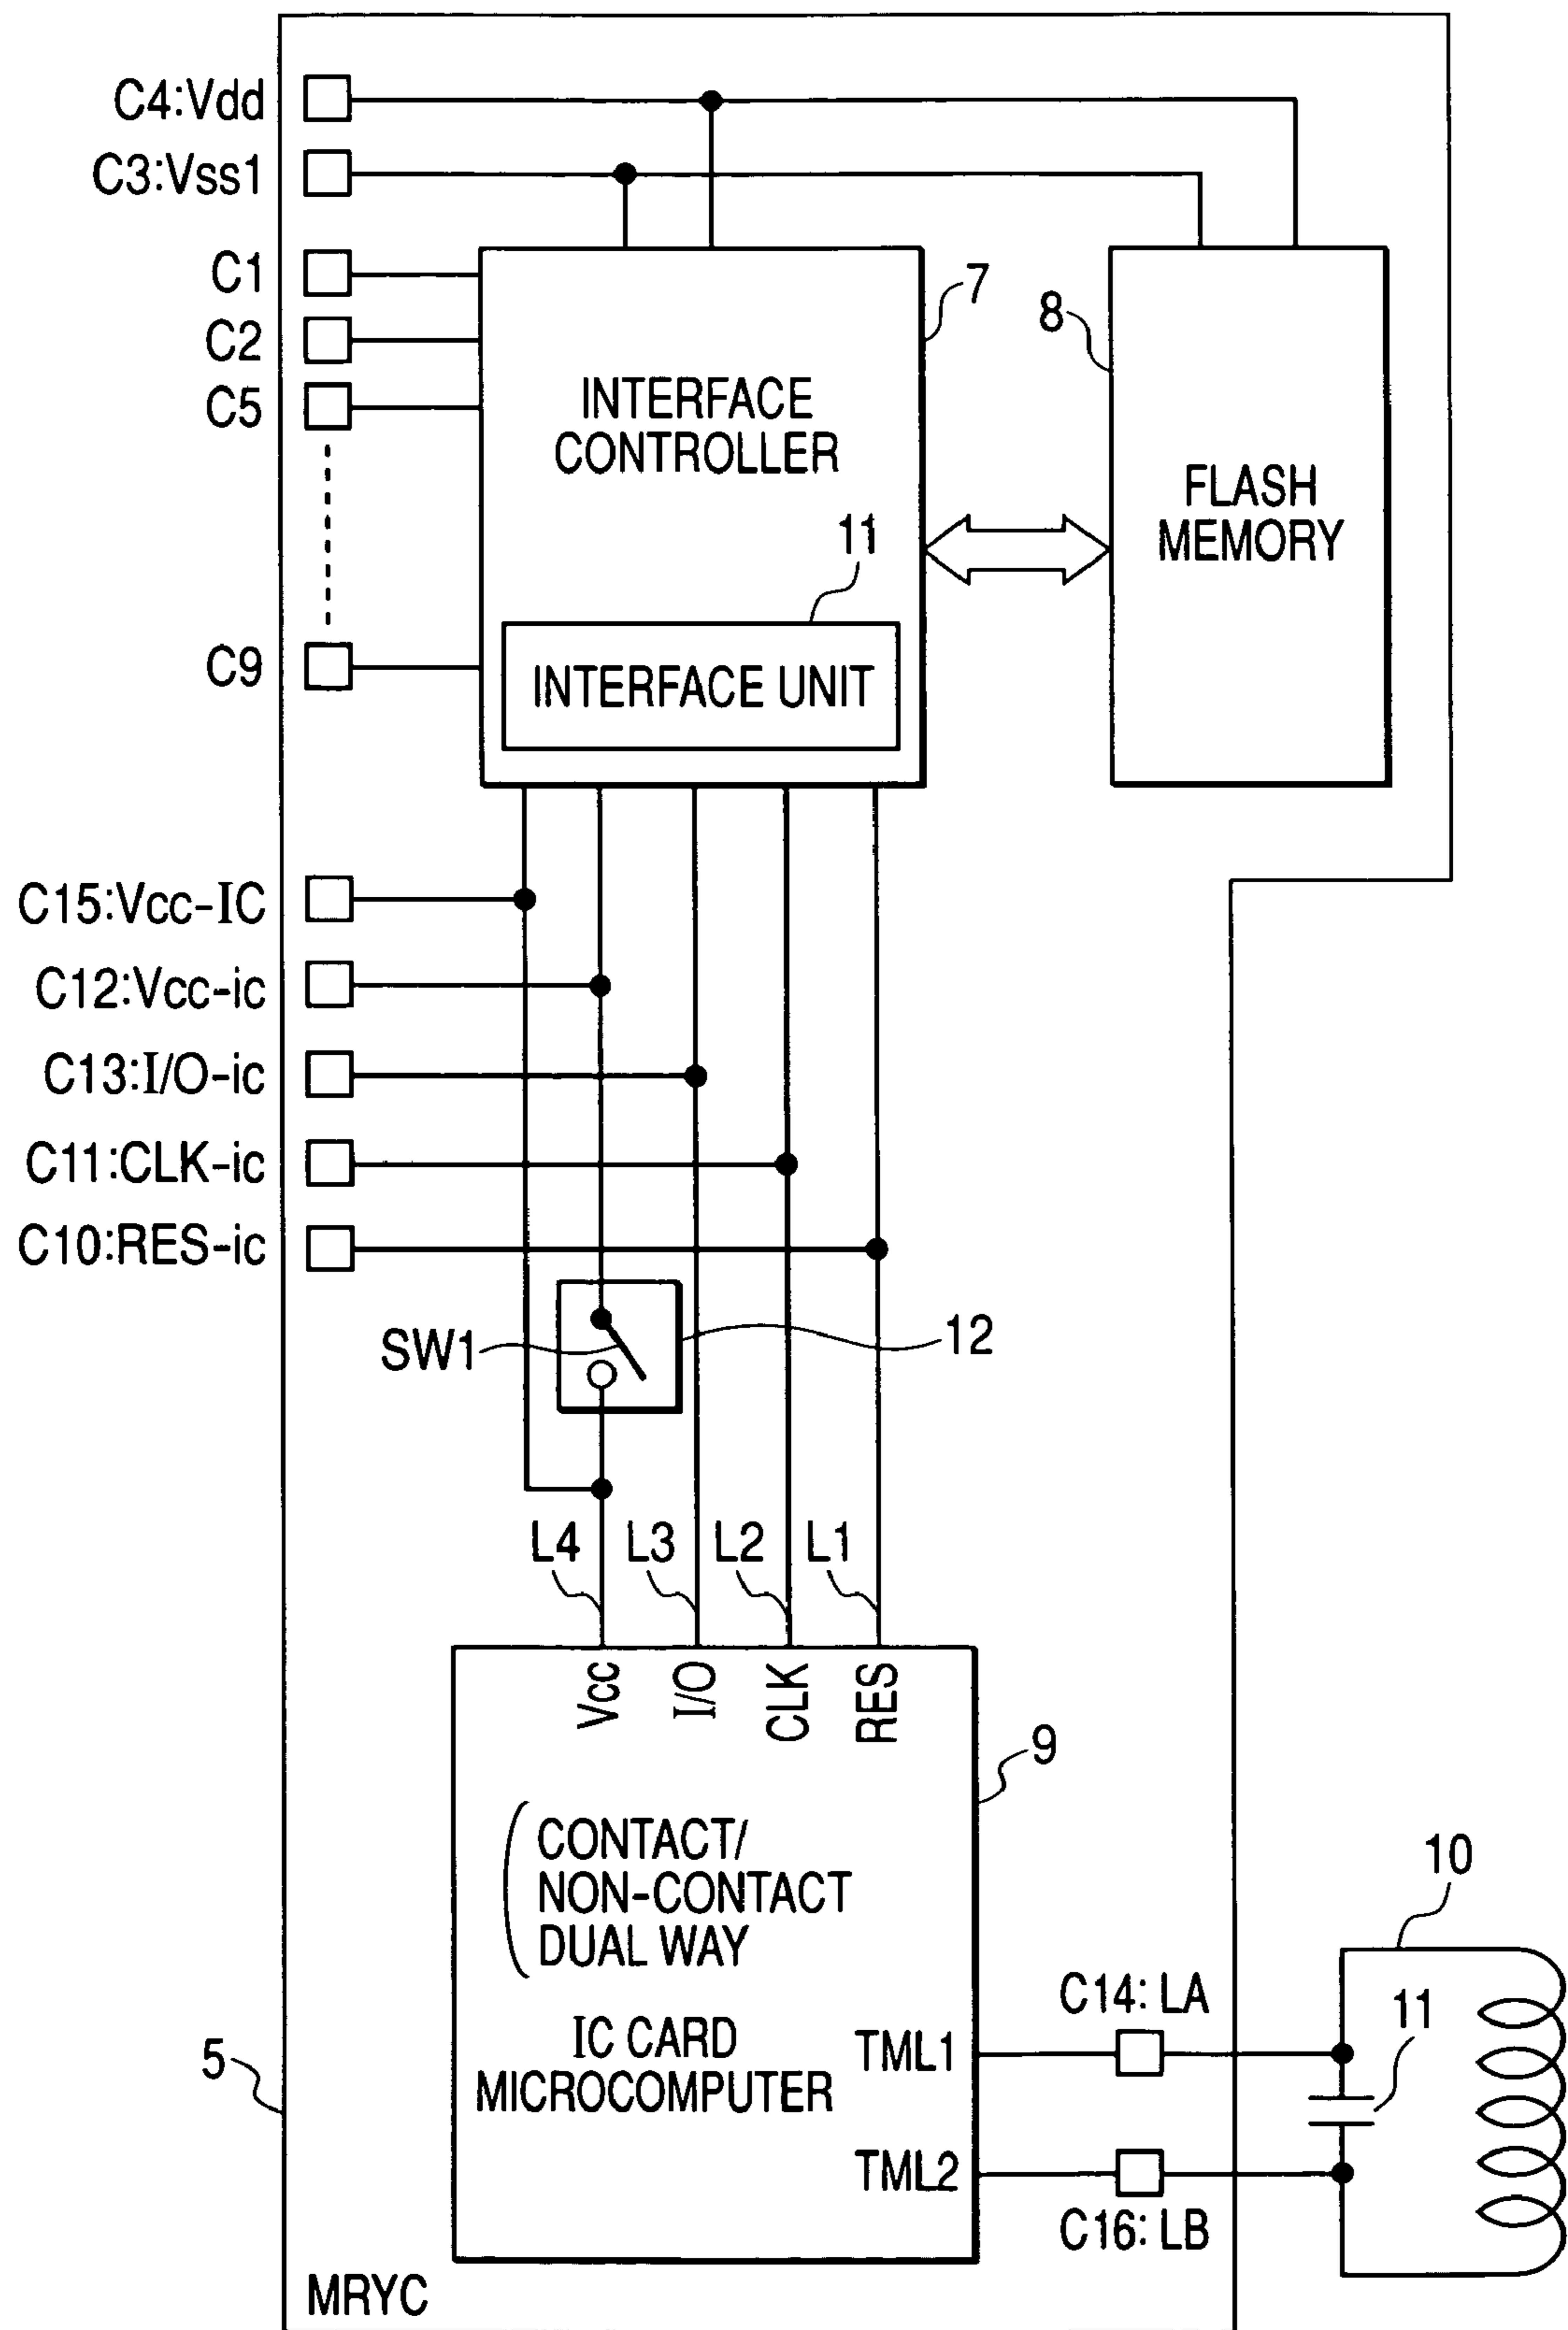 C4:Vdd
C3:Vss1
C1
C2
C5
C9
7
8
INTERFACE
CONTROLLER
FLASH
MEMORY
11
INTERFACE UNIT
C15:Vcc-IC
C12:Vcc-ic
C13:I/O-ic
C11:CLK-ic
C10:RES-ic
SW1
12
L4 L3 L2 L1
Vcc I/O CLK RES
9
CONTACT/
NON-CONTACT
DUAL WAY
IC CARD
MICROCOMPUTER
TML1
TML2
C14: LA
C16: LB
10
11
5
MRYC